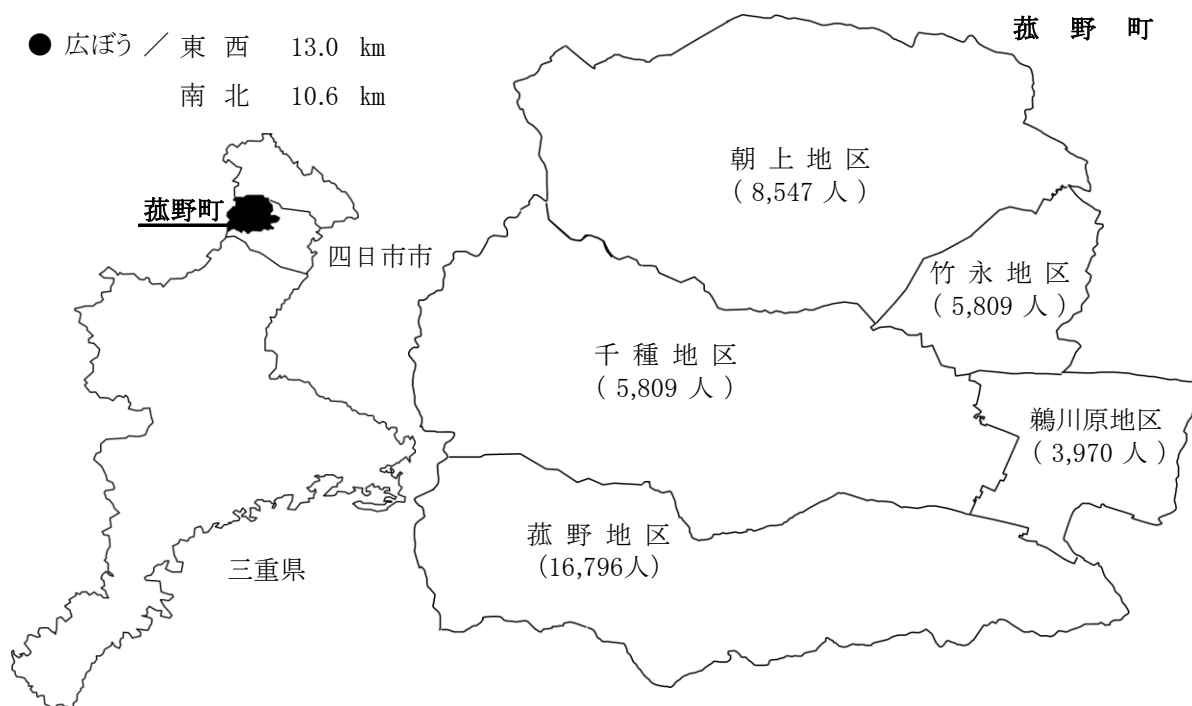 菰野町
● 広ぼう / 東西 13.0 km
南北 10.6 km
朝上地区
( 8,547 人 )
菰野町
四日市市
竹永地区
( 5,809 人 )
千種地区
( 5,809 人 )
鵜川原地区
( 3,970 人 )
菰野地区
(16,796人)
三重県